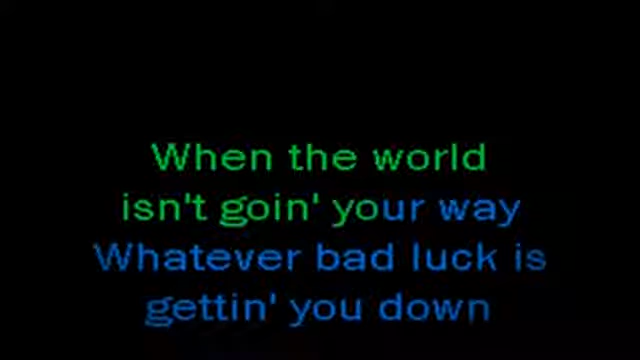 When the world
isn't goin' your way
Whatever bad luck is
gettin' you down